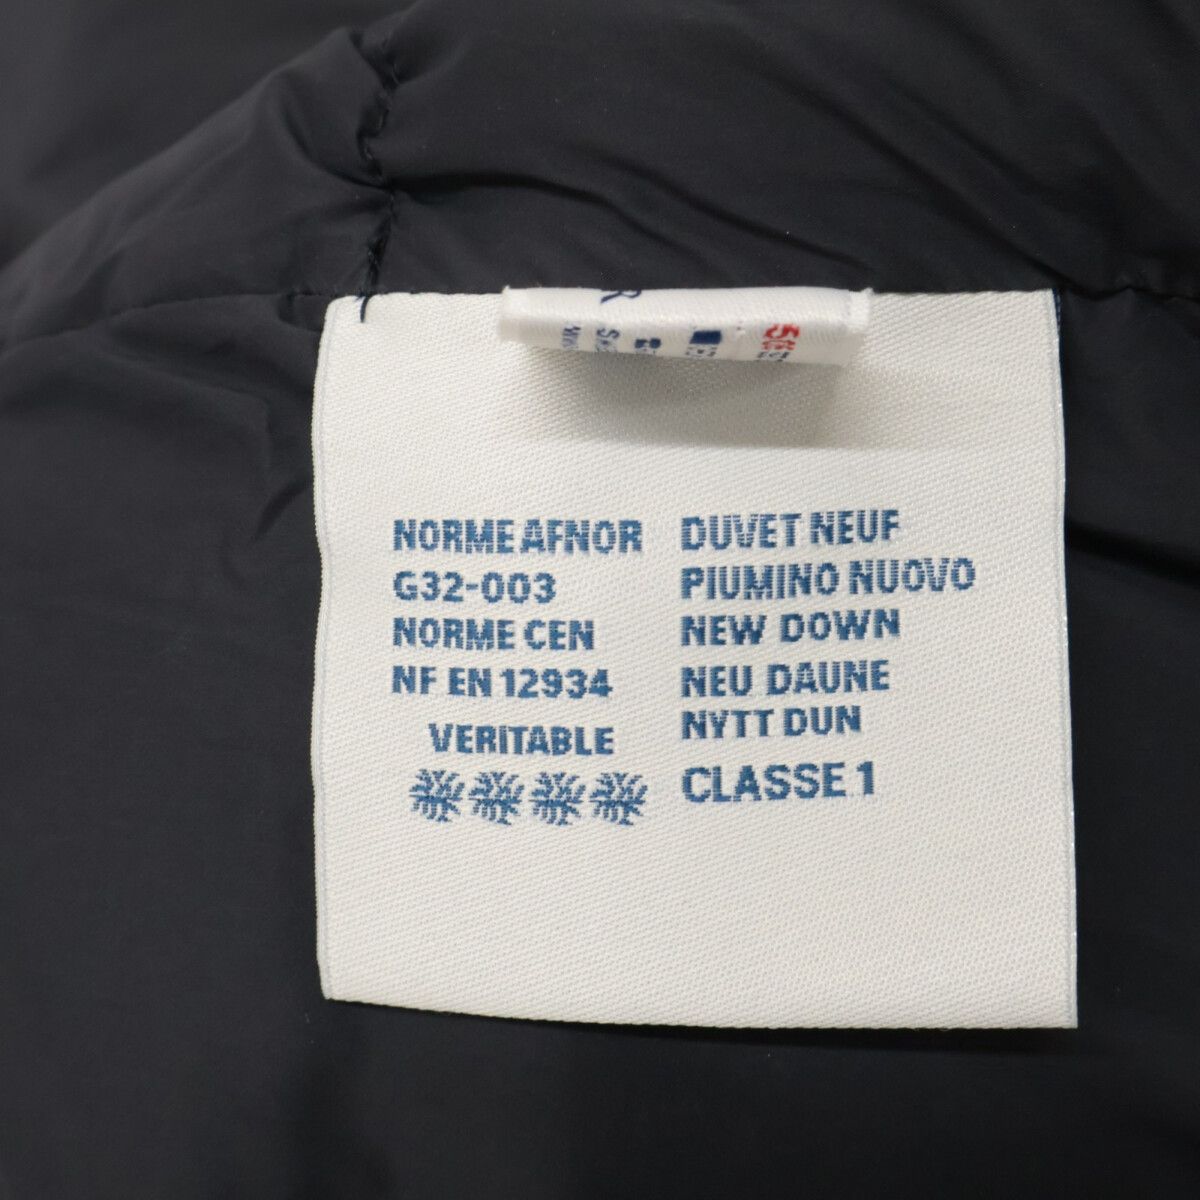 NORME AFNOR
G32-003
NORME CEN
NF EN 12934
VERITABLE
DUVET NEUF
PIUMINO NUOVO
NEW DOWN
NEU DAUNE
NYTT DUN
CLASSE 1